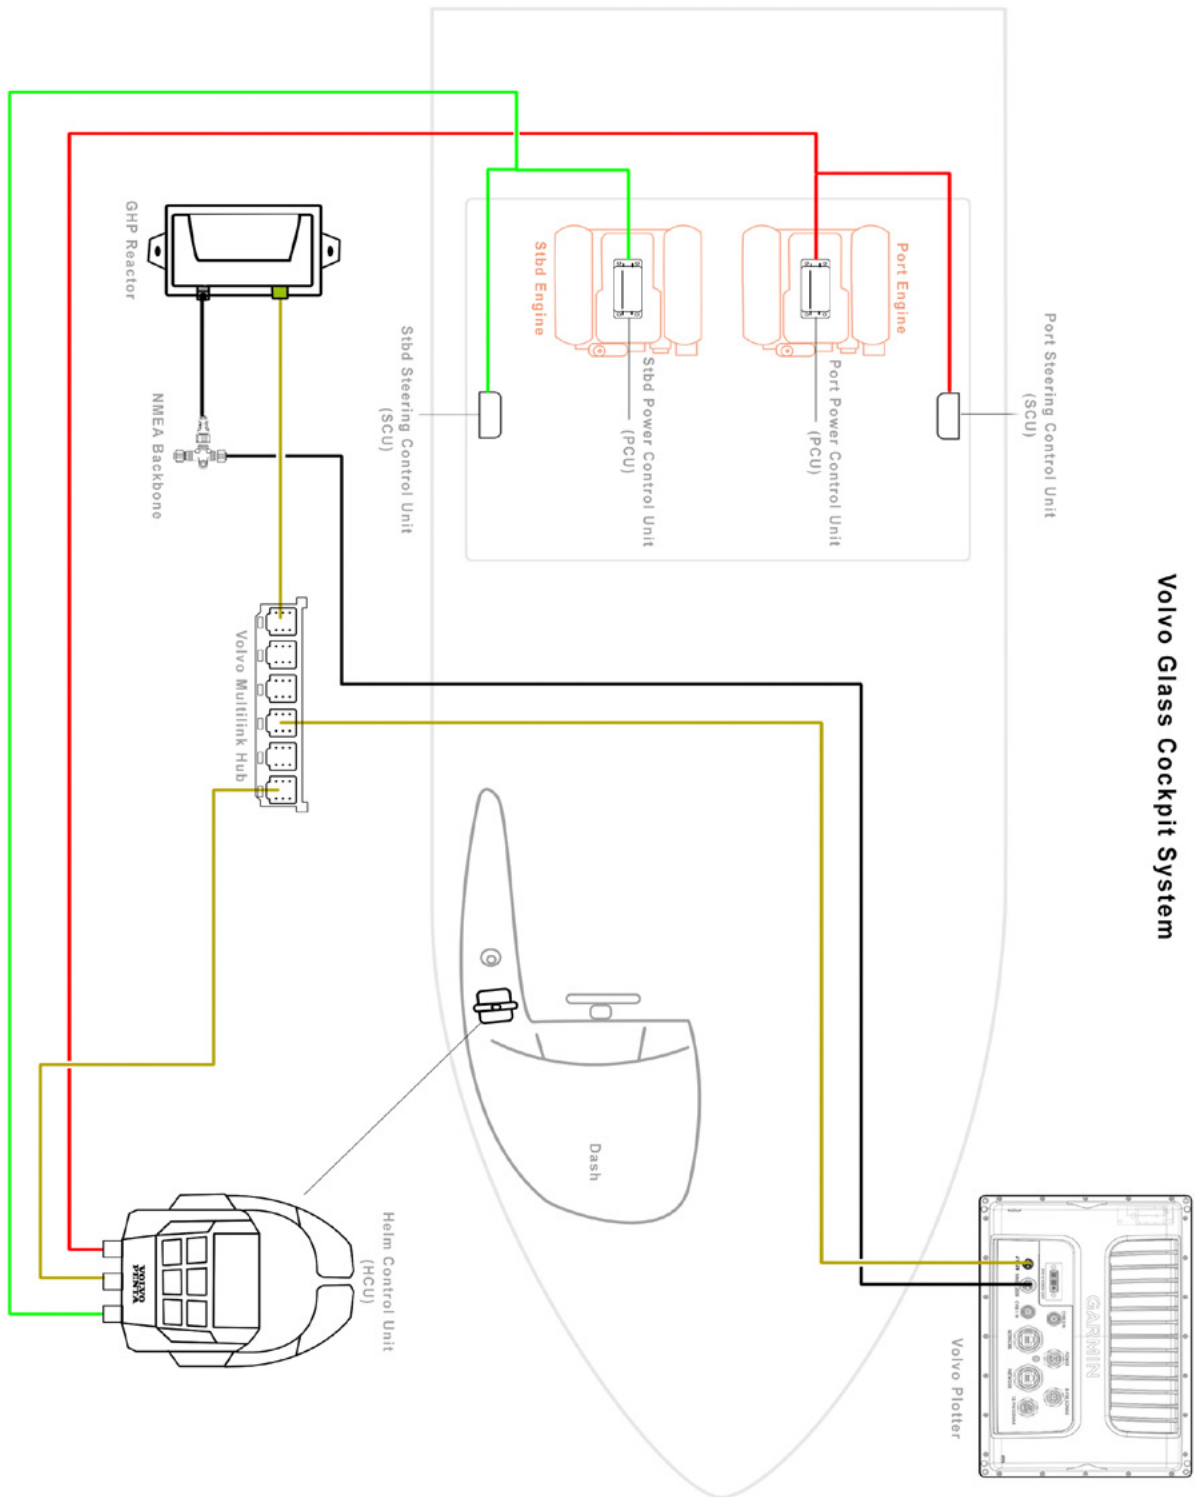 Volvo Glass Cockpit System
Port Steering Control Unit
(SCU)
Port Engine
Port Power Control Unit
(PCU)
Stbd Engine
Stbd Power Control Unit
(PCU)
Stbd Steering Control Unit
(SCU)
GHP Reactor
NMEA Backbone
Volvo Multilink Hub
Dash
Helm Control Unit
(HCU)
VOLVO
PENTA
GARMIN
Volvo Plotter